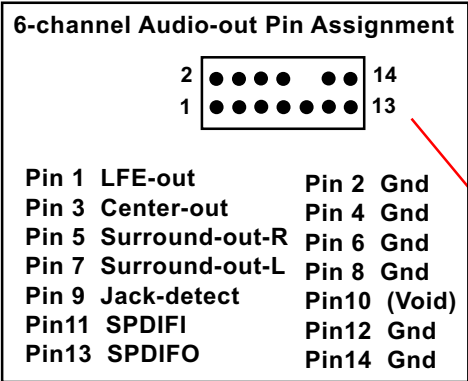 6-channel Audio-out Pin Assignment
2 14
1 13
Pin 1 LFE-out Pin 2 Gnd
Pin 3 Center-out Pin 4 Gnd
Pin 5 Surround-out-R Pin 6 Gnd
Pin 7 Surround-out-L Pin 8 Gnd
Pin 9 Jack-detect Pin10 (Void)
Pin11 SPDIFI Pin12 Gnd
Pin13 SPDIFO Pin14 Gnd